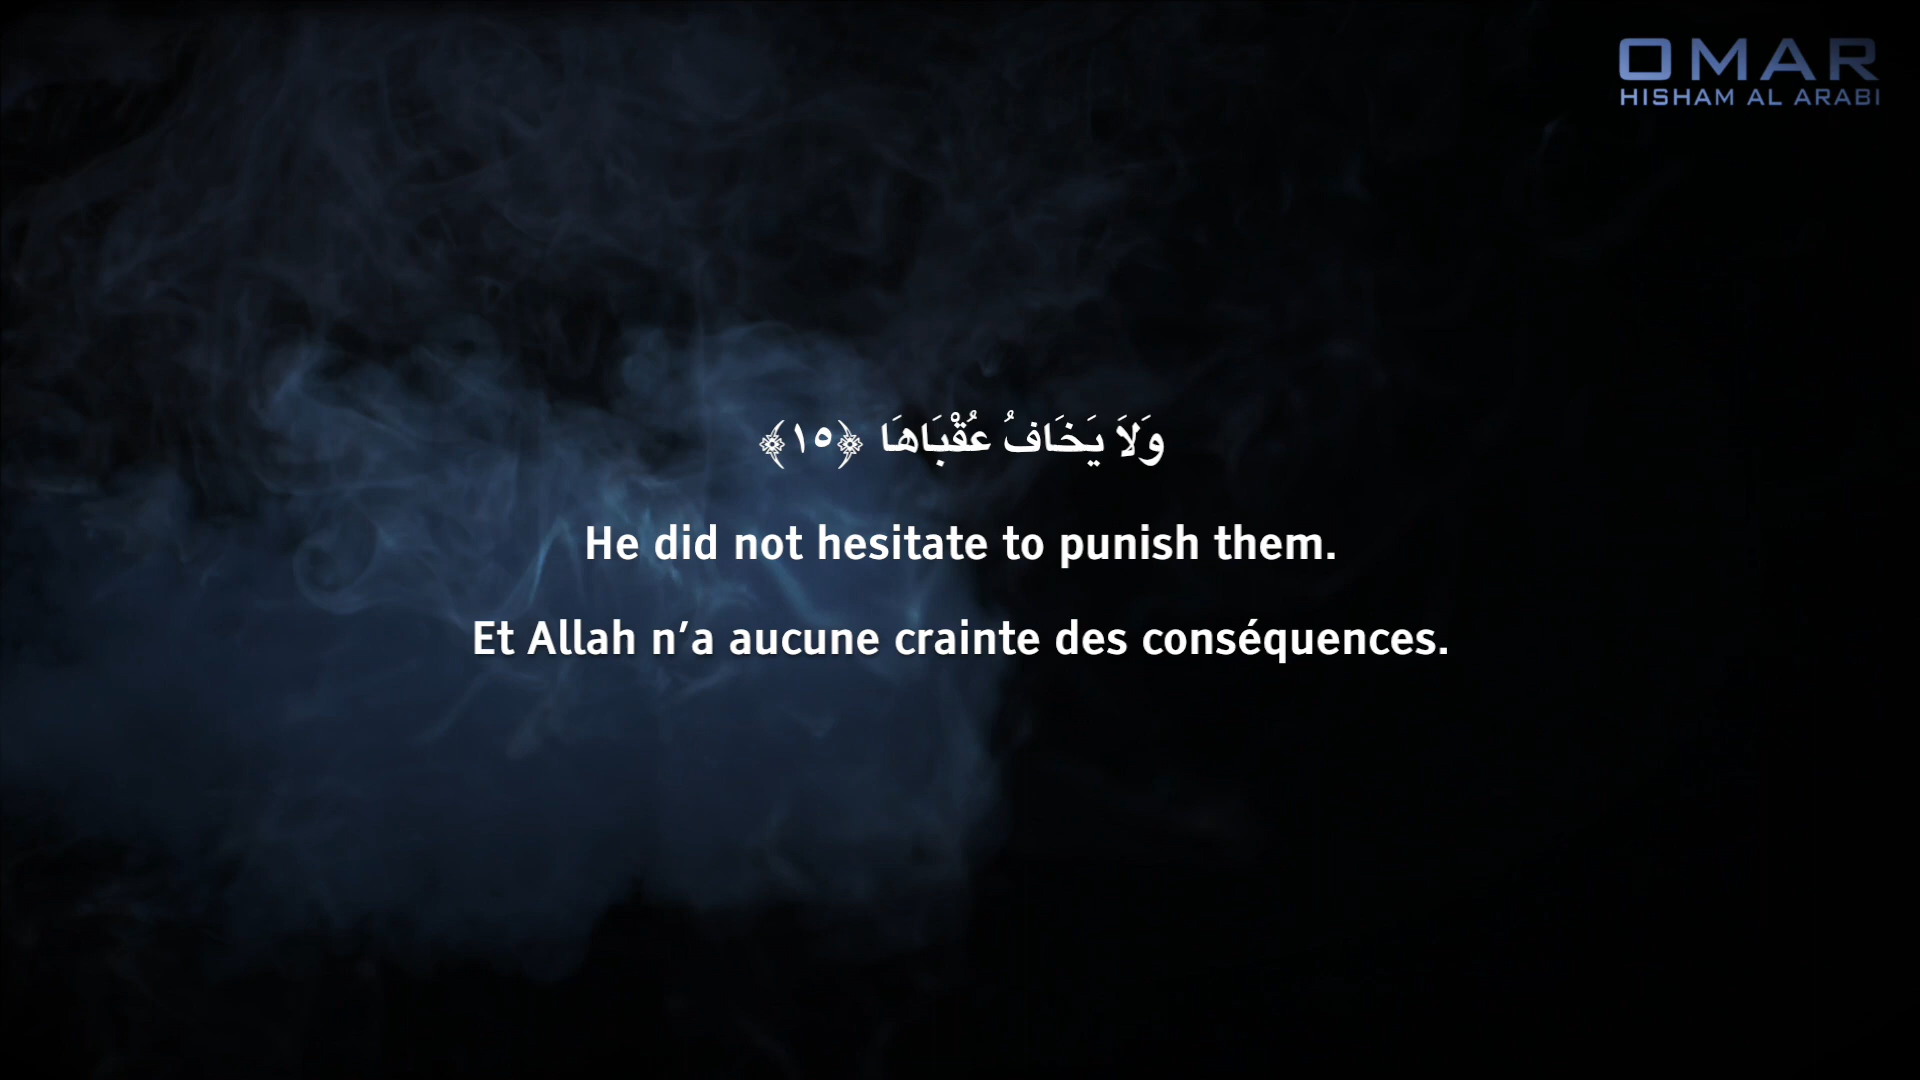 OMAR
HISHAM AL ARABI
وَلَا يَخَافُ عُقْبَاهَا ﴿١٥﴾
He did not hesitate to punish them.
Et Allah n’a aucune crainte des conséquences.